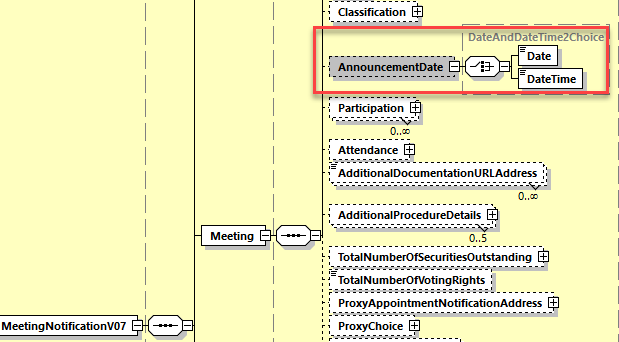 Classification
DateAndDateTime2Choice
Date
AnnouncementDate
DateTime
Participation
0..∞
Attendance
AdditionalDocumentationURLAddress
0..∞
AdditionalProcedureDetails
0..5
Meeting
TotalNumberOfSecuritiesOutstanding
TotalNumberOfVotingRights
ProxyAppointmentNotificationAddress
MeetingNotificationV07
ProxyChoice